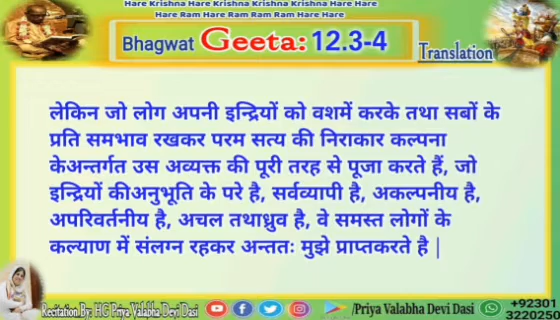 Hare Krishna Hare Krishna Krishna Krishna Hare Hare
Hare Ram Hare Ram Ram Ram Hare Hare
Bhagwat Geeta: 12.3-4
Translation
लेकिन जो लोग अपनी इन्द्रियों को वशमें करके तथा सबों के
प्रति समभाव रखकर परम सत्य की निराकार कल्पना
केअन्तर्गत उस अव्यक्त की पूरी तरह से पूजा करते हैं, जो
इन्द्रियों कीअनुभूति के परे है, सर्वव्यापी है, अकल्पनीय है,
अपरिवर्तनीय है, अचल तथाध्रुव है, वे समस्त लोगों के
कल्याण में संलग्न रहकर अन्ततः मुझे प्राप्तकरते है |
Recitation By: HG Priya Valabha Devi Dasi
/Priya Valabha Devi Dasi
+92301
3220250